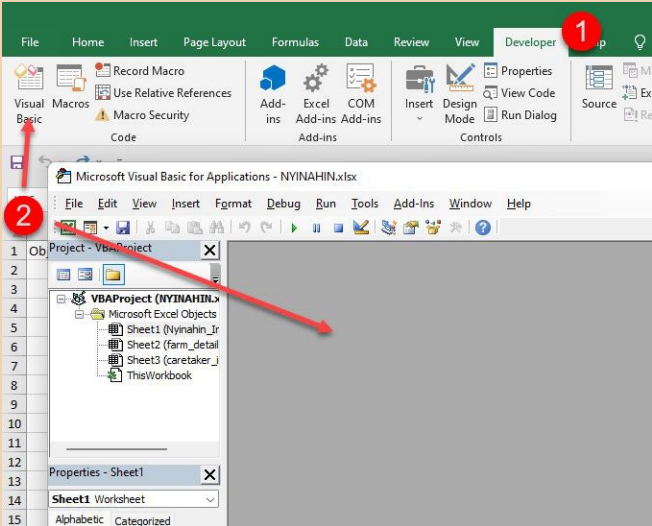 File Home Insert Page Layout Formulas Data Review View Developer 1
Record Macro
Use Relative References
Macro Security
Visual Basic
Macros
Code
Add-ins
Excel Add-ins
COM Add-ins
Add-ins
Insert
Design Mode
Properties
View Code
Run Dialog
Controls
Source
2
Microsoft Visual Basic for Applications - NYINAHIN.xlsx
File Edit View Insert Format Debug Run Tools Add-Ins Window Help
Project - VBAProject
VBAProject (NYINAHIN.x
Microsoft Excel Objects
Sheet1 (Nyinahin_Ir
Sheet2 (farm_detail
Sheet3 (caretaker_i
ThisWorkbook
Properties - Sheet1
Sheet1 Worksheet
Alphabetic Categorized
1 Obj
2
3
4
5
6
7
8
9
10
11
12
13
14
15